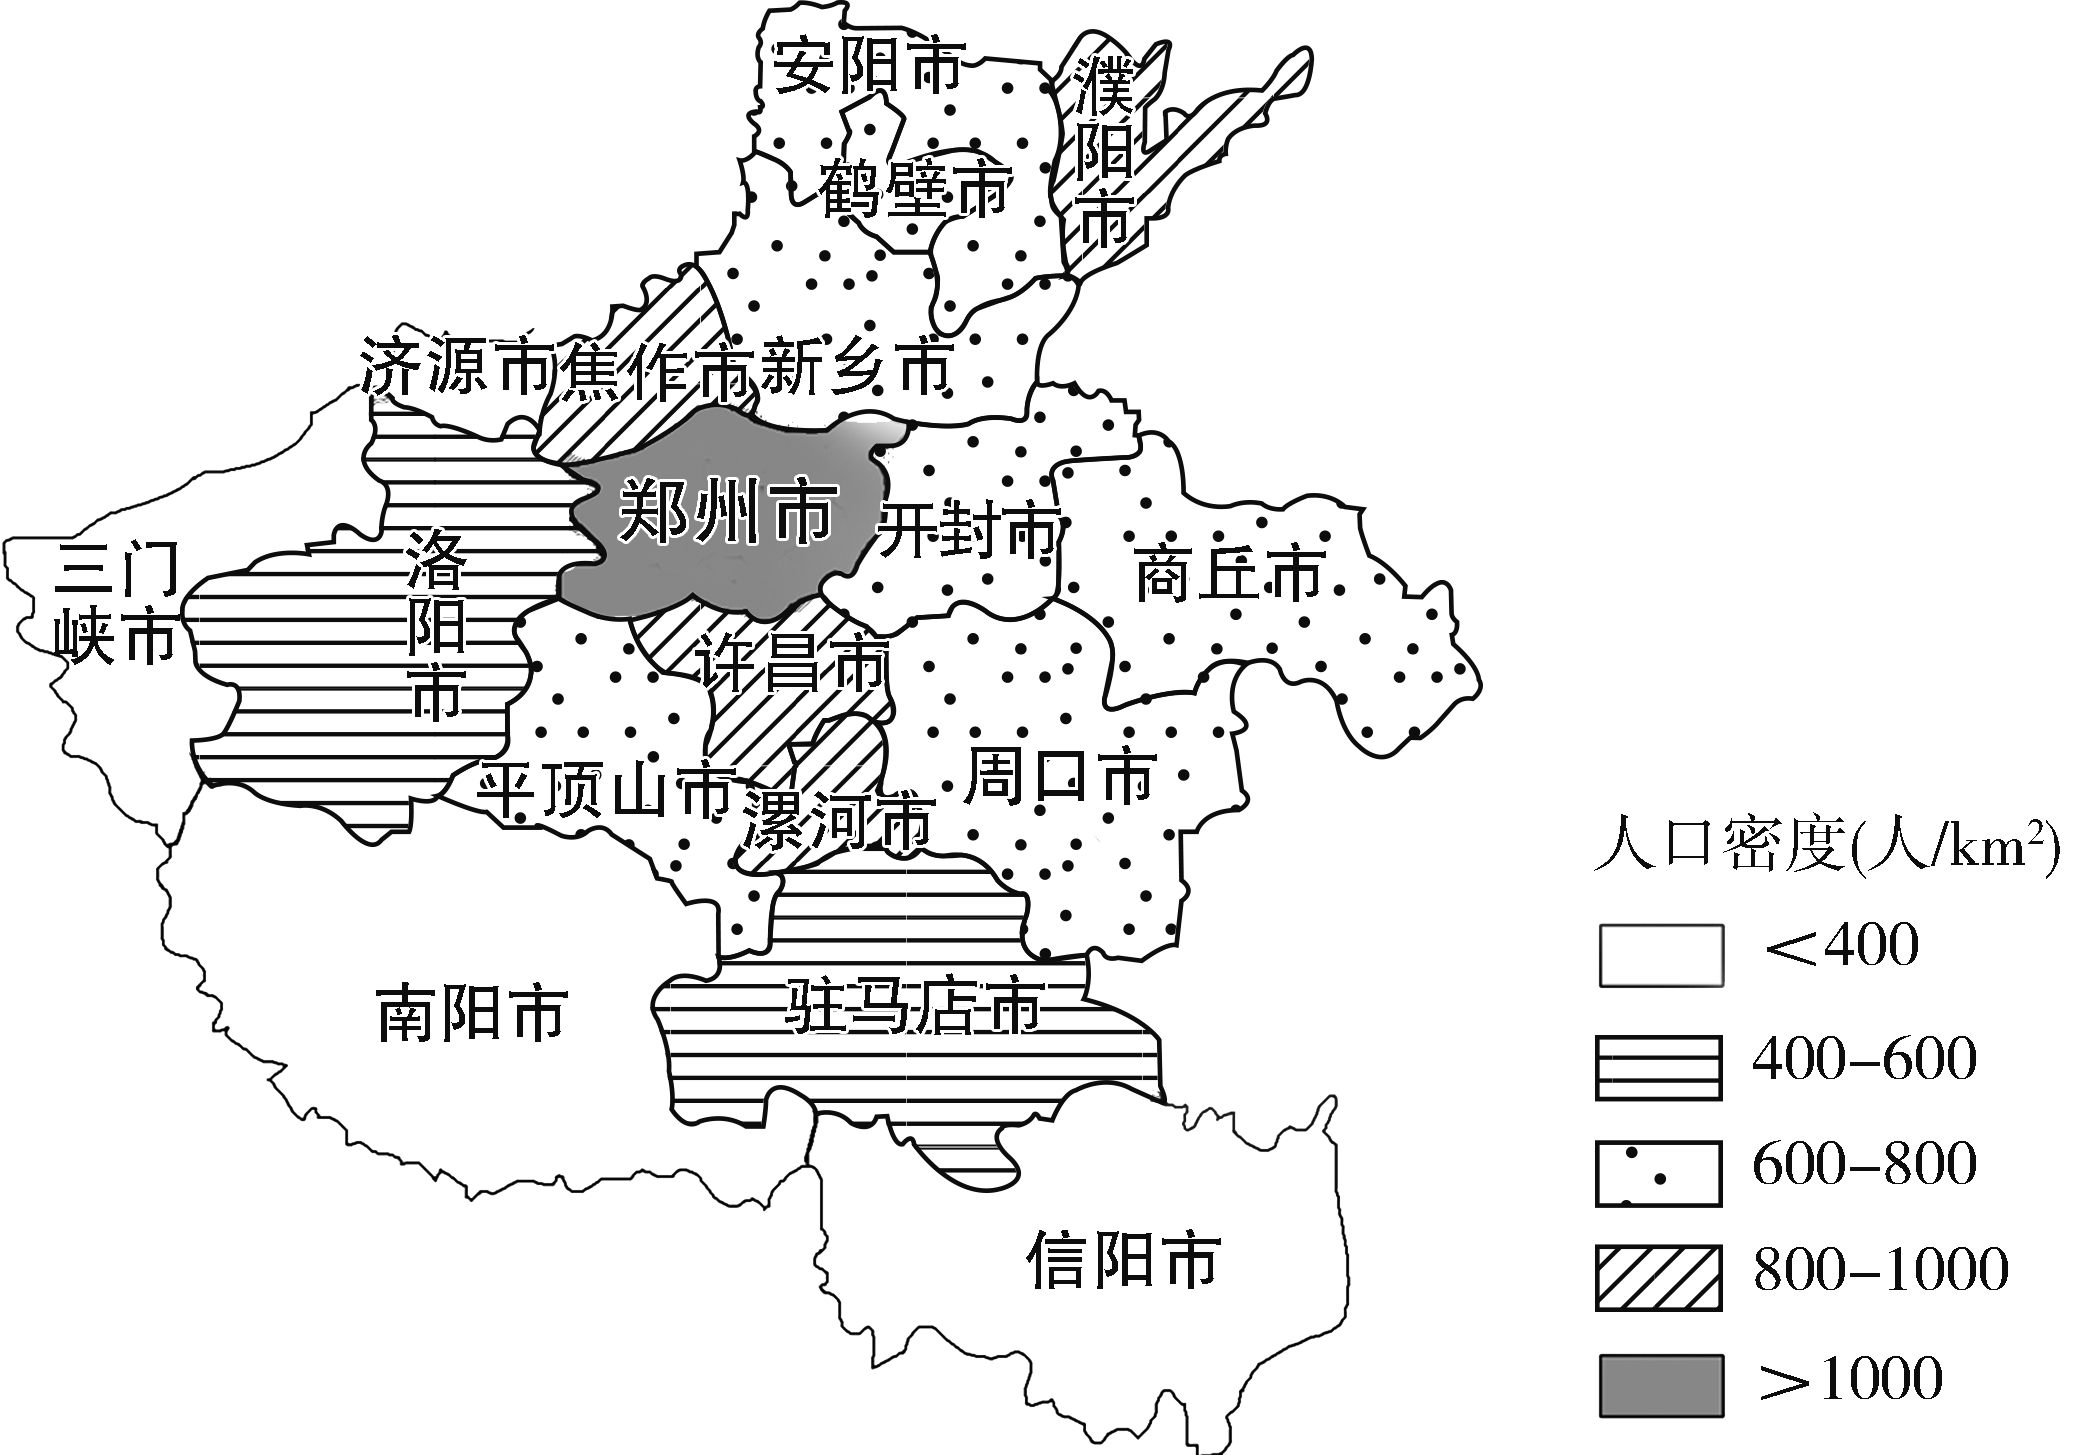 安阳市
濮阳市
鹤壁市
济源市
焦作市
新乡市
郑州市
开封市
商丘市
三门
峡市
洛阳市
许昌市
平顶山市
漯河市
周口市
南阳市
驻马店市
信阳市
人口密度(人/km²)
<400
400–600
600–800
800–1000
>1000